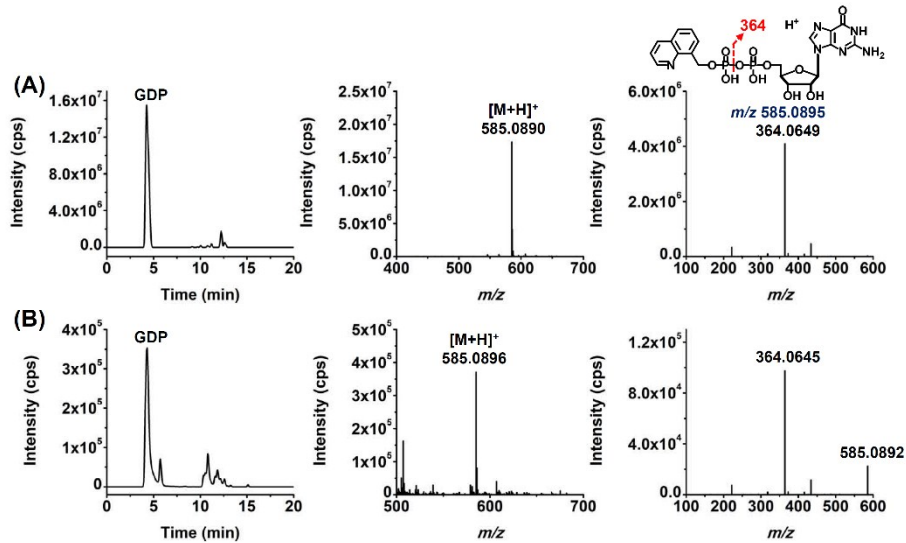 364
H⁺
O
N
N
NH
N
NH₂
N
O
P
O
P
O
O
OH
OH
OH OH
(A)
GDP
1.6x10⁷
1.2x10⁷
8.0x10⁶
4.0x10⁶
0.0
0 5 10 15 20
Time (min)
Intensity (cps)
[M+H]⁺
585.0890
2.5x10⁷
2.0x10⁷
1.5x10⁷
1.0x10⁷
5.0x10⁶
0.0
400 500 600 700
m/z
Intensity (cps)
m/z 585.0895
364.0649
6.0x10⁶
4.0x10⁶
2.0x10⁶
0.0
100 200 300 400 500 600
m/z
Intensity (cps)
(B)
GDP
4x10⁵
3x10⁵
2x10⁵
1x10⁵
0
0 5 10 15 20
Time (min)
Intensity (cps)
[M+H]⁺
585.0896
5x10⁵
4x10⁵
3x10⁵
2x10⁵
1x10⁵
0
500 600 700
m/z
Intensity (cps)
364.0645
585.0892
1.2x10⁵
8.0x10⁴
4.0x10⁴
0.0
100 200 300 400 500 600
m/z
Intensity (cps)